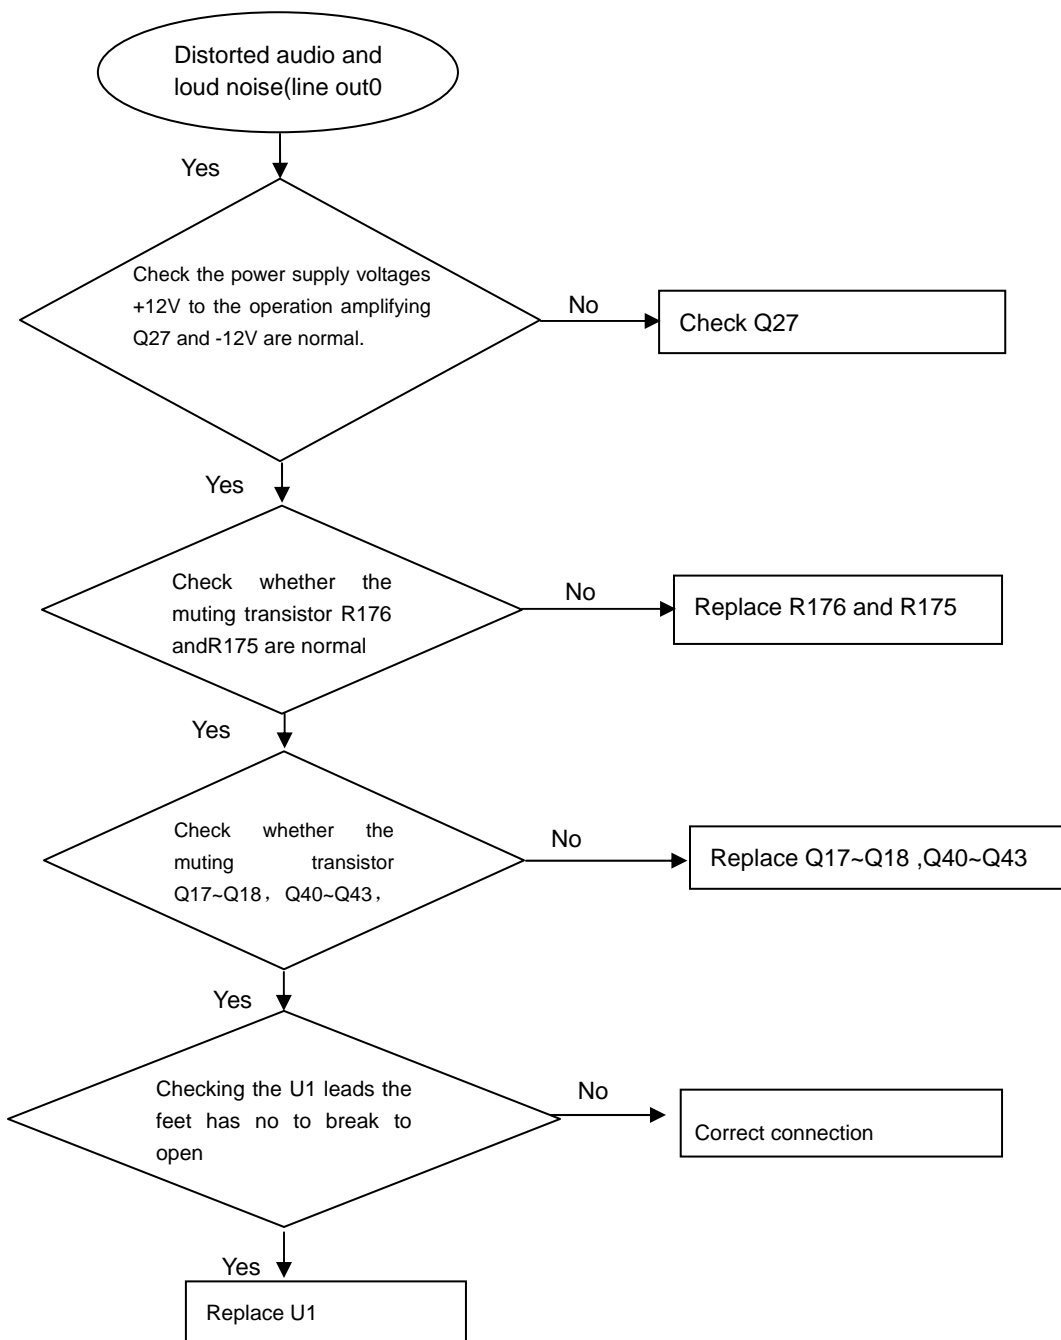 Distorted audio and
loud noise(line out0
Yes
Check the power supply voltages
+12V to the operation amplifying
Q27 and -12V are normal.
No
Check Q27
Yes
Check whether the
muting transistor R176
andR175 are normal
No
Replace R176 and R175
Yes
Check whether the
muting transistor
Q17~Q18，Q40~Q43，
No
Replace Q17~Q18 ,Q40~Q43
Yes
Checking the U1 leads the
feet has no to break to
open
No
Correct connection
Yes
Replace U1